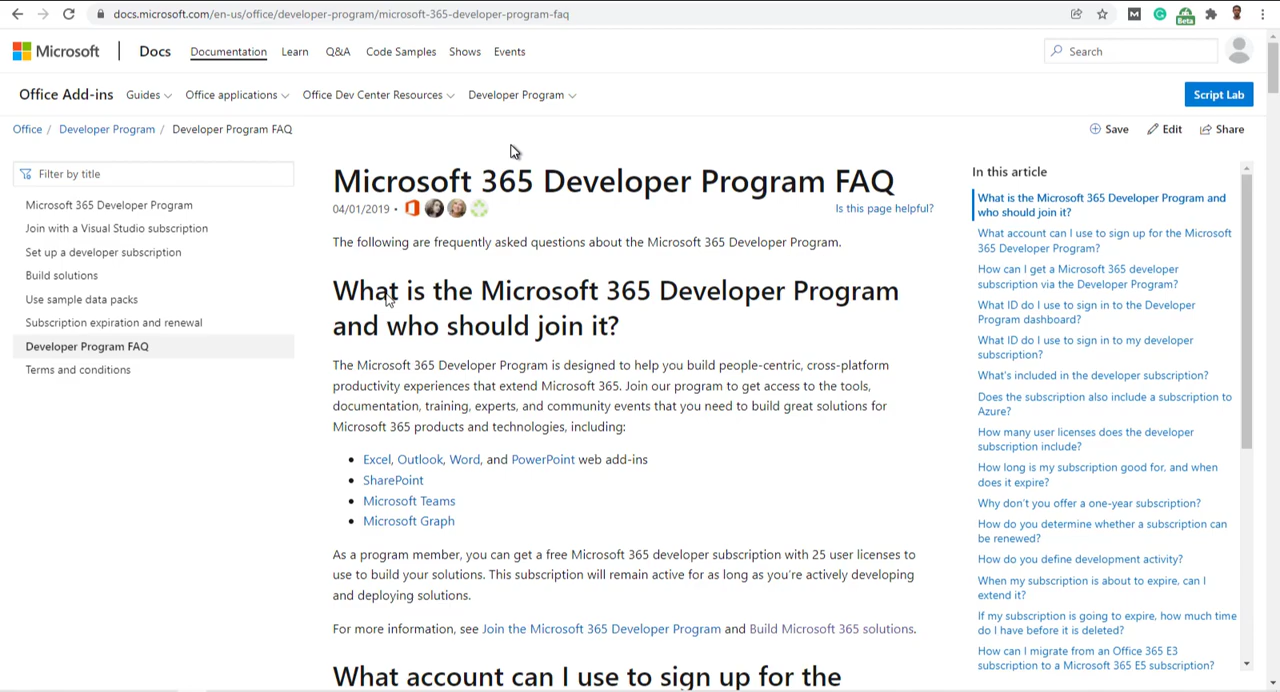 docs.microsoft.com/en-us/office/developer-program/microsoft-365-developer-program-faq
Beta
Microsoft Docs Documentation Learn Q&A Code Samples Shows Events Search
Office Add-ins Guides Office applications Office Dev Center Resources Developer Program Script Lab
Office / Developer Program / Developer Program FAQ Save Edit Share
Filter by title
Microsoft 365 Developer Program
Join with a Visual Studio subscription
Set up a developer subscription
Build solutions
Use sample data packs
Subscription expiration and renewal
Developer Program FAQ
Terms and conditions
Microsoft 365 Developer Program FAQ
04/01/2019 •
Is this page helpful?
The following are frequently asked questions about the Microsoft 365 Developer Program.
What is the Microsoft 365 Developer Program
and who should join it?
The Microsoft 365 Developer Program is designed to help you build people-centric, cross-platform
productivity experiences that extend Microsoft 365. Join our program to get access to the tools,
documentation, training, experts, and community events that you need to build great solutions for
Microsoft 365 products and technologies, including:
• Excel, Outlook, Word, and PowerPoint web add-ins
• SharePoint
• Microsoft Teams
• Microsoft Graph
As a program member, you can get a free Microsoft 365 developer subscription with 25 user licenses to
use to build your solutions. This subscription will remain active for as long as you're actively developing
and deploying solutions.
For more information, see Join the Microsoft 365 Developer Program and Build Microsoft 365 solutions.
What account can I use to sign up for the
In this article
What is the Microsoft 365 Developer Program and
who should join it?
What account can I use to sign up for the Microsoft
365 Developer Program?
How can I get a Microsoft 365 developer
subscription via the Developer Program?
What ID do I use to sign in to the Developer
Program dashboard?
What ID do I use to sign in to my developer
subscription?
What's included in the developer subscription?
Does the subscription also include a subscription to
Azure?
How many user licenses does the developer
subscription include?
How long is my subscription good for, and when
does it expire?
Why don't you offer a one-year subscription?
How do you determine whether a subscription can
be renewed?
How do you define development activity?
When my subscription is about to expire, can I
extend it?
If my subscription is going to expire, how much time
do I have before it is deleted?
How can I migrate from an Office 365 E3
subscription to a Microsoft 365 E5 subscription?